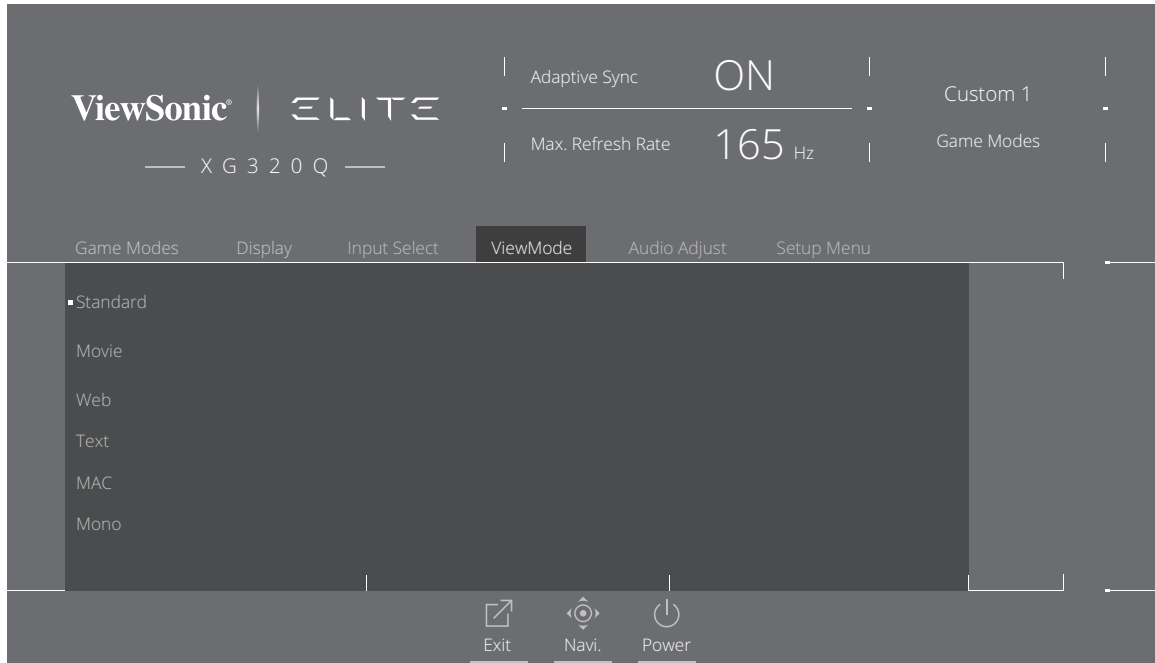 ViewSonic® ELITE
XG320Q
Adaptive Sync ON
Max. Refresh Rate 165 Hz
Custom 1
Game Modes
Game Modes Display Input Select ViewMode Audio Adjust Setup Menu
Standard
Movie
Web
Text
MAC
Mono
Exit Navi. Power